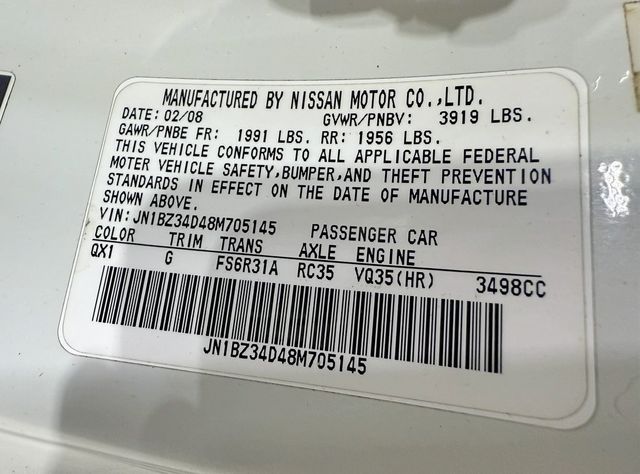 MANUFACTURED BY NISSAN MOTOR CO.,LTD.
DATE: 02/08 GVWR/PNBV: 3919 LBS.
GAWR/PNBE FR: 1991 LBS. RR: 1956 LBS.
THIS VEHICLE CONFORMS TO ALL APPLICABLE FEDERAL
MOTER VEHICLE SAFETY,BUMPER,AND THEFT PREVENTION
STANDARDS IN EFFECT ON THE DATE OF MANUFACTURE
SHOWN ABOVE.
VIN:JN1BZ34D48M705145 PASSENGER CAR
COLOR TRIM TRANS AXLE ENGINE
QX1 G FS6R31A RC35 VQ35(HR) 3498CC
JN1BZ34D48M705145